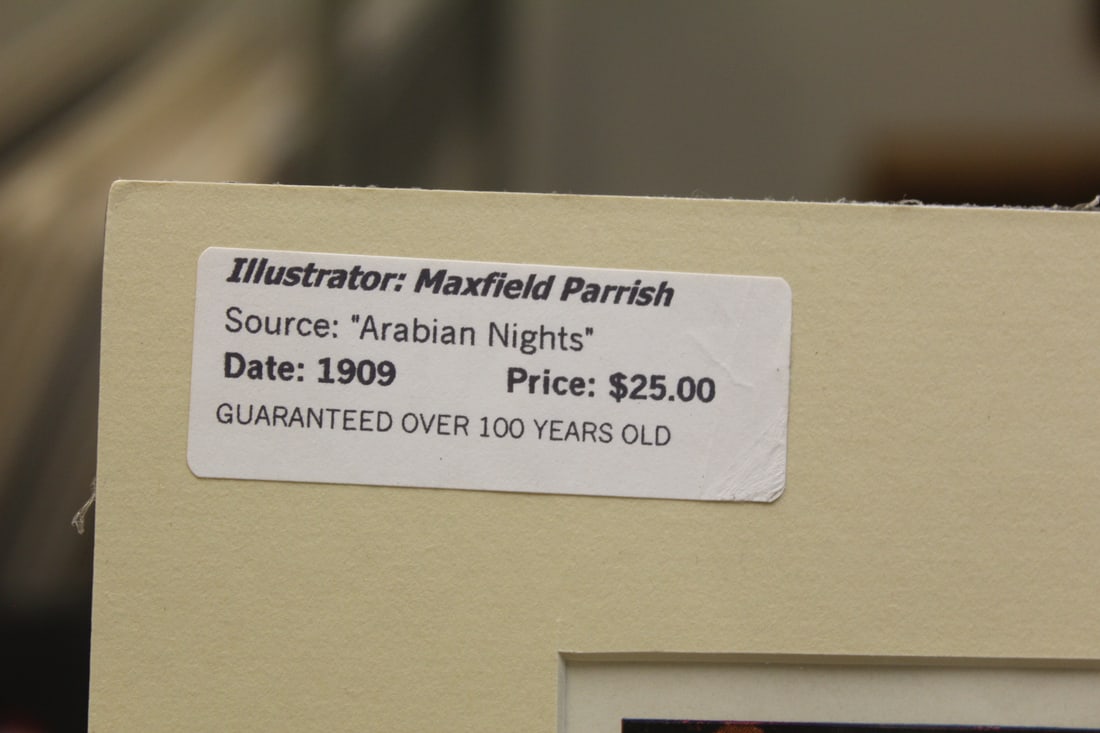 Illustrator: Maxfield Parrish
Source: "Arabian Nights"
Date: 1909 Price: $25.00
GUARANTEED OVER 100 YEARS OLD